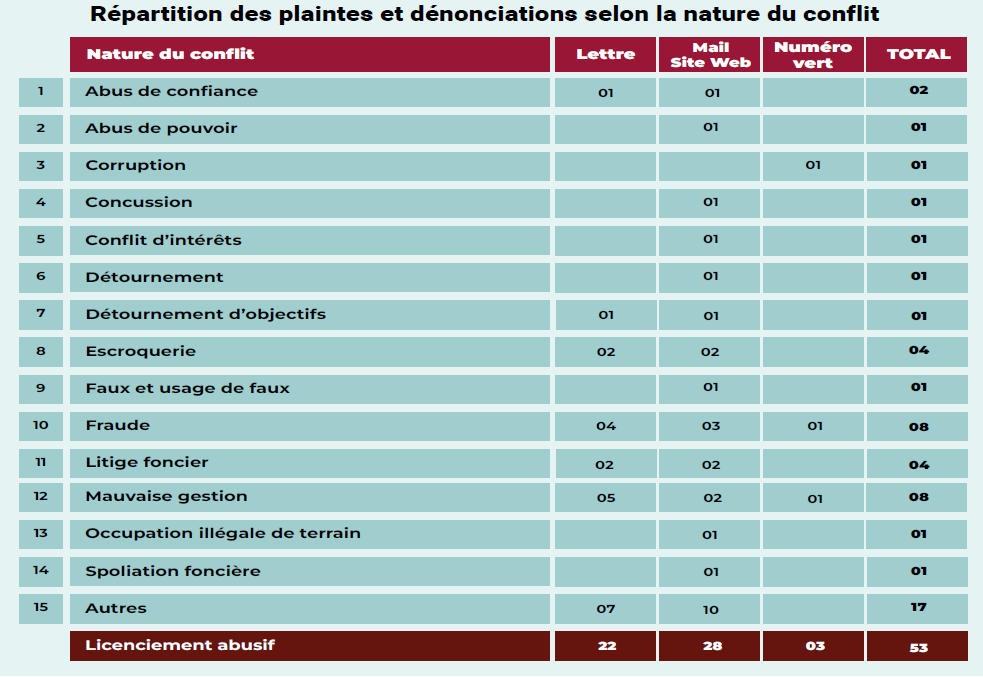 Répartition des plaintes et dénonciations selon la nature du conflit
Nature du conflit Lettre Mail Site Web Numéro vert TOTAL
1 Abus de confiance 01 01 02
2 Abus de pouvoir 01 01
3 Corruption 01 01
4 Concussion 01 01
5 Conflit d'intérêts 01 01
6 Détournement 01 01
7 Détournement d'objectifs 01 01 01
8 Escroquerie 02 02 04
9 Faux et usage de faux 01 01
10 Fraude 04 03 01 08
11 Litige foncier 02 02 04
12 Mauvaise gestion 05 02 01 08
13 Occupation illégale de terrain 01 01
14 Spoliation foncière 01 01
15 Autres 07 10 17
Licenciement abusif 22 28 03 53